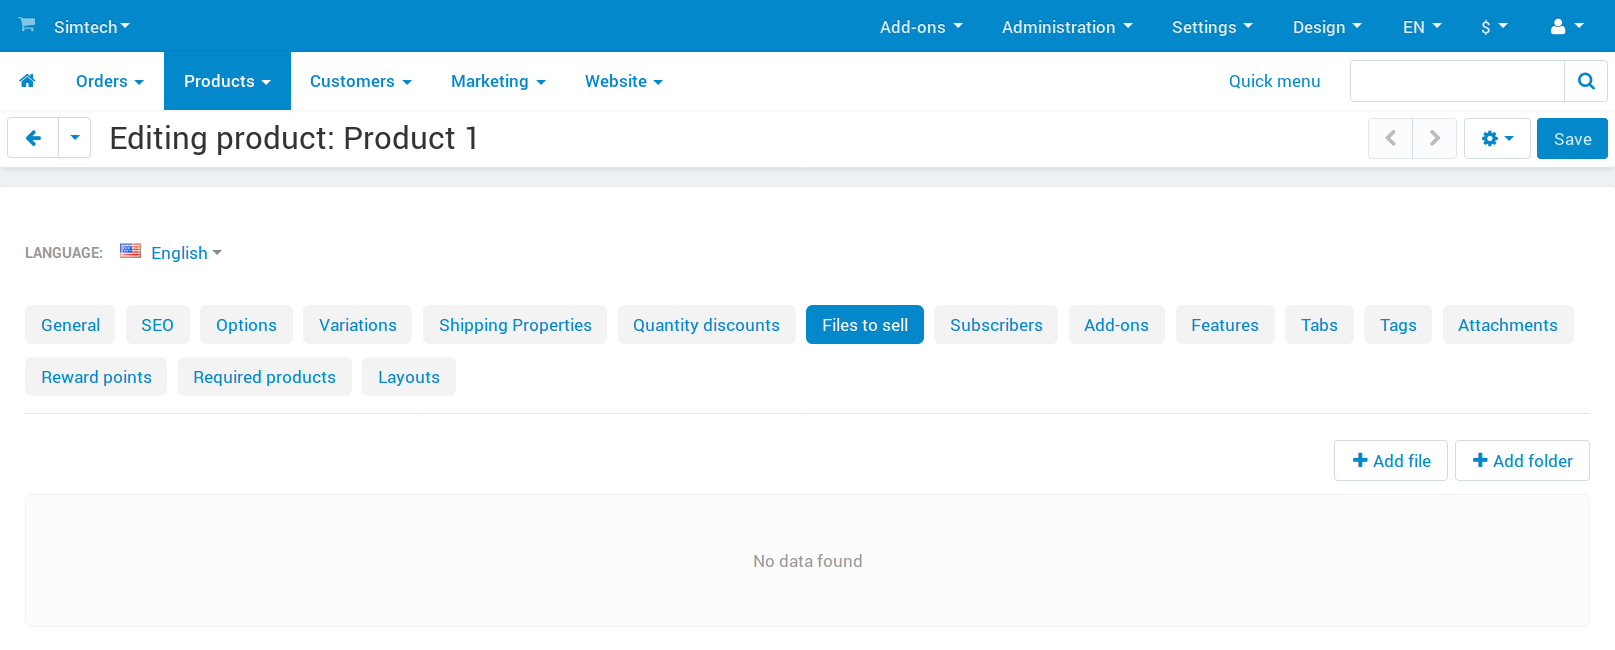 Simtech Add-ons Administration Settings Design EN $
Orders Products Customers Marketing Website Quick menu
Editing product: Product 1 Save
LANGUAGE: English
General SEO Options Variations Shipping Properties Quantity discounts Files to sell Subscribers Add-ons Features Tabs Tags Attachments
Reward points Required products Layouts
Add file Add folder
No data found